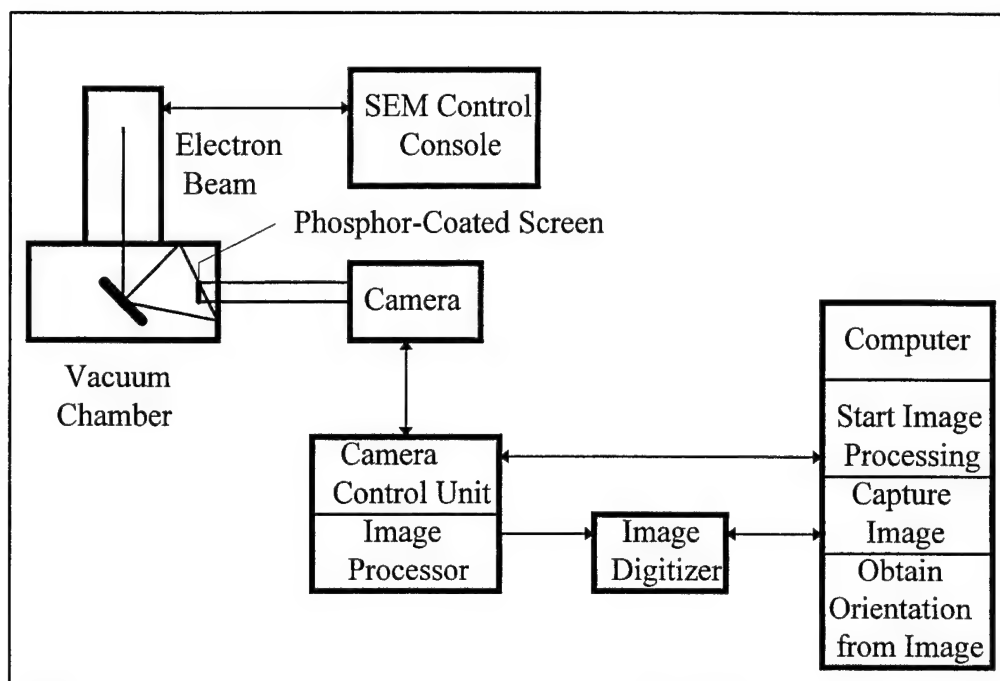 SEM Control
Console
Electron
Beam
Phosphor-Coated Screen
Camera
Vacuum
Chamber
Computer
Start Image
Processing
Capture
Image
Obtain
Orientation
from Image
Camera
Control Unit
Image
Processor
Image
Digitizer